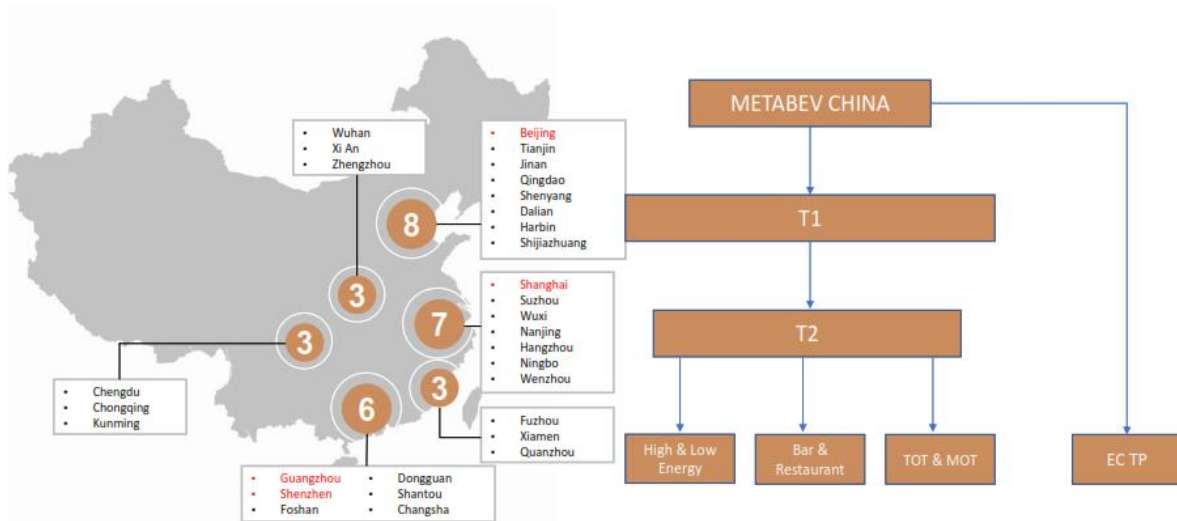 Wuhan
Xi An
Zhengzhou
Beijing
Tianjin
Jinan
Qingdao
Shenyang
Dalian
Harbin
Shijiazhuang
8
3
3
7
3
6
Shanghai
Suzhou
Wuxi
Nanjing
Hangzhou
Ningbo
Wenzhou
Chengdu
Chongqing
Kunming
Fuzhou
Xiamen
Quanzhou
Guangzhou
Shenzhen
Foshan
Dongguan
Shantou
Changsha
METABEV CHINA
T1
T2
High & Low
Energy
Bar &
Restaurant
TOT & MOT
EC TP